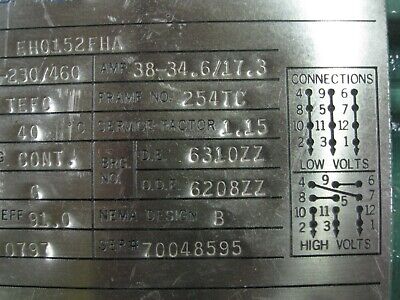 EH0152FHA
-230/460 AMP 38-34.6/17.3
TEFC FRAME NO. 254TC
40 °C SERVICE FACTOR 1.15
G CONT. BRG. NO. D.E. 6310ZZ
G O.D.E. 6208ZZ
EFF 91.0 NEMA DESIGN B
0797 SER# 70048595
CONNECTIONS
4 9 6
8 5 7
10 11 12
2 3 1
LOW VOLTS
4 9 6
8 5 7
10 11 12
2 3 1
HIGH VOLTS